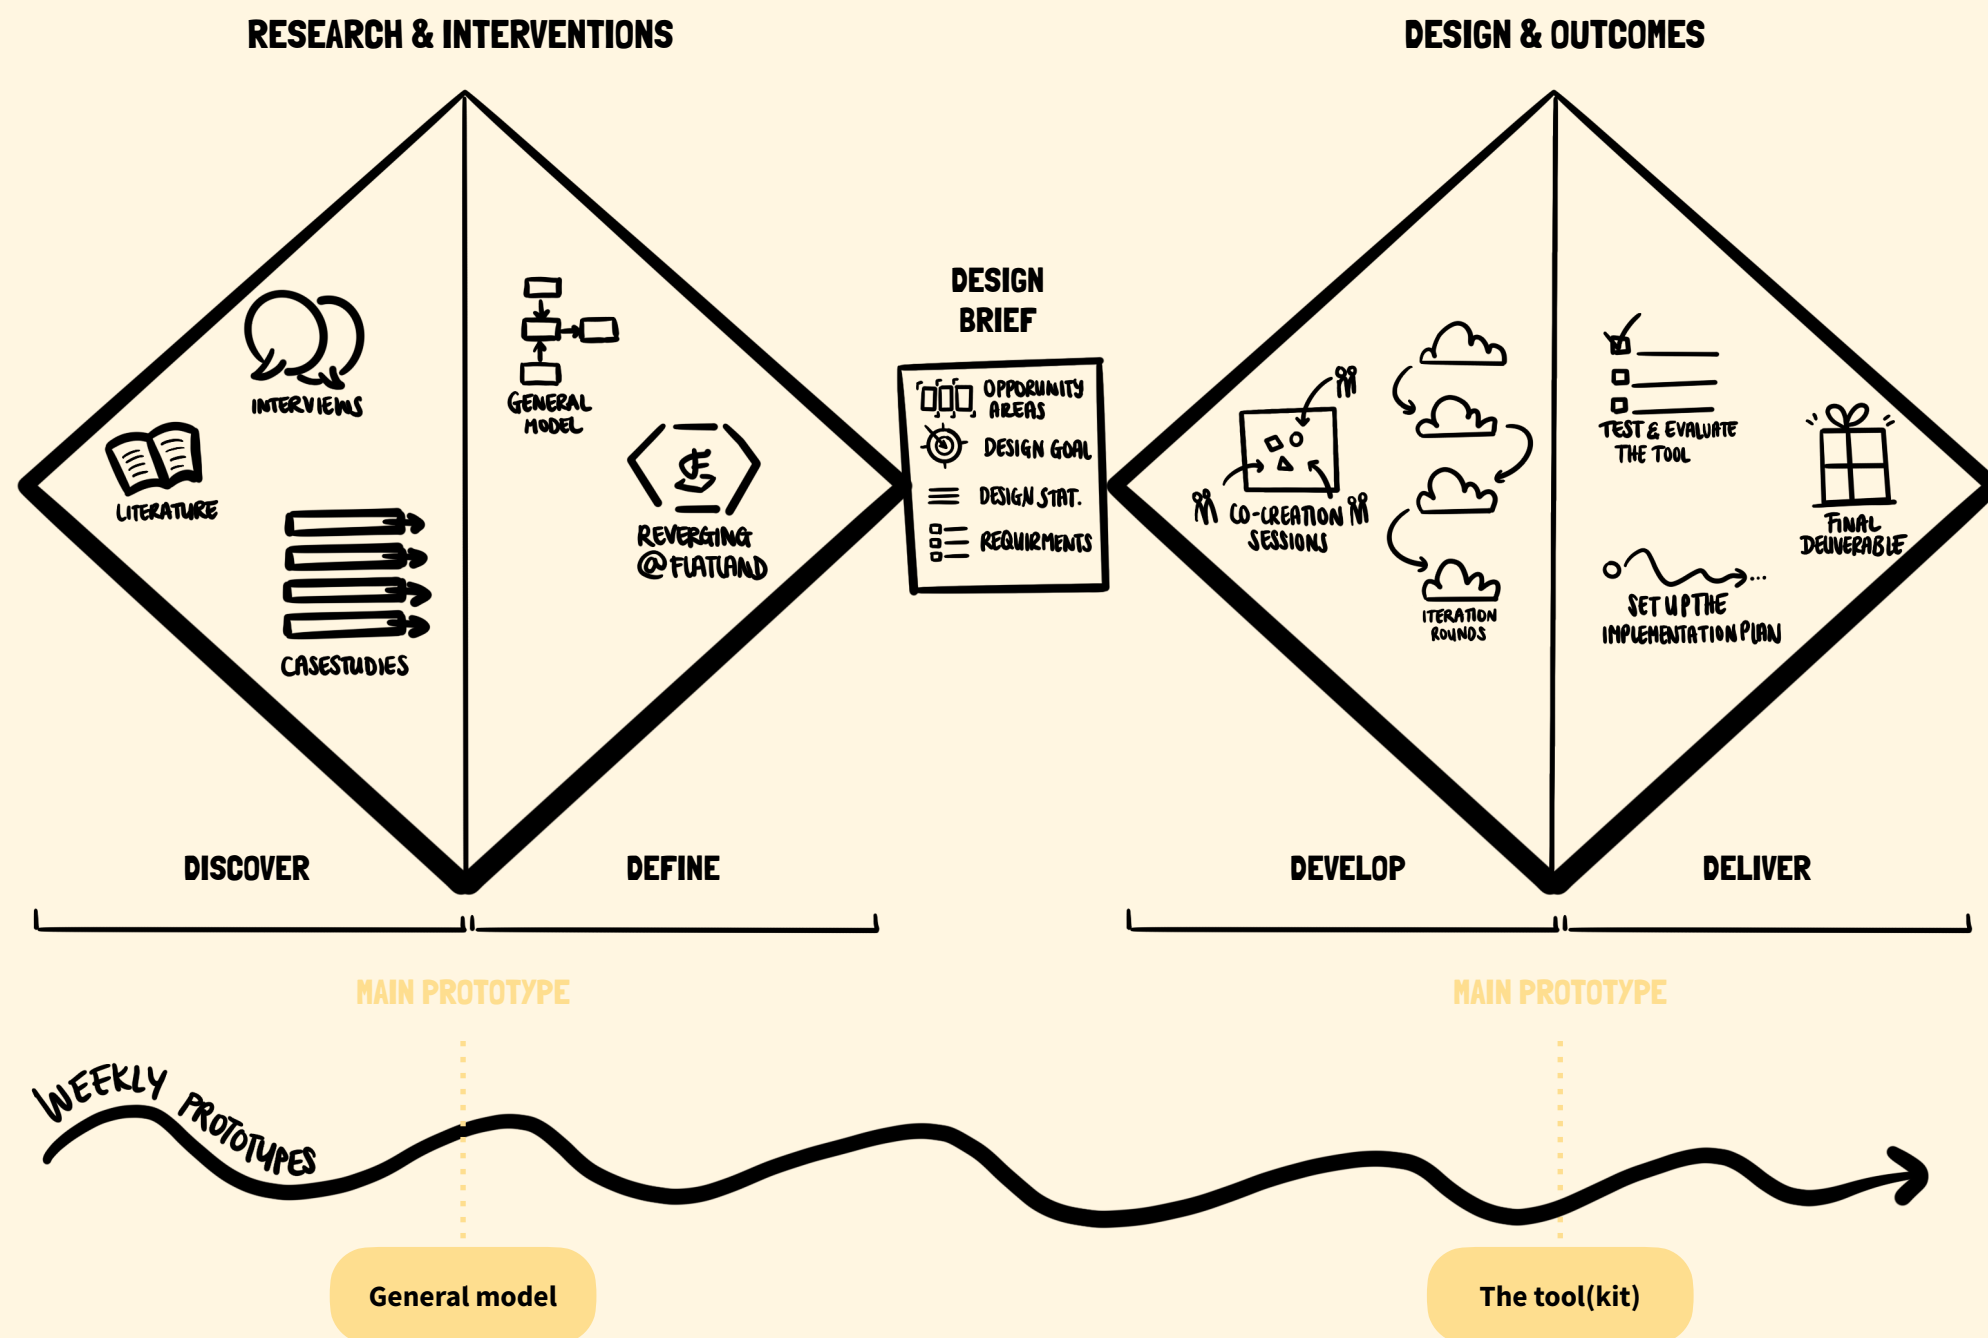 RESEARCH & INTERVENTIONS
DESIGN & OUTCOMES
INTERVIEWS
LITERATURE
CASESTUDIES
GENERAL
MODEL
REVERGING
@FLATLAND
DESIGN
BRIEF
OPPORUNITY
AREAS
DESIGN GOAL
DESIGN STAT.
REQUIRMENTS
CO-CREATION
SESSIONS
ITERATION
ROUNDS
TEST & EVALUATE
THE TOOL
FINAL
DELIVERABLE
SET UP THE
IMPLEMENTATION PLAN
DISCOVER
DEFINE
DEVELOP
DELIVER
MAIN PROTOTYPE
MAIN PROTOTYPE
WEEKLY PROTOTYPES
General model
The tool(kit)